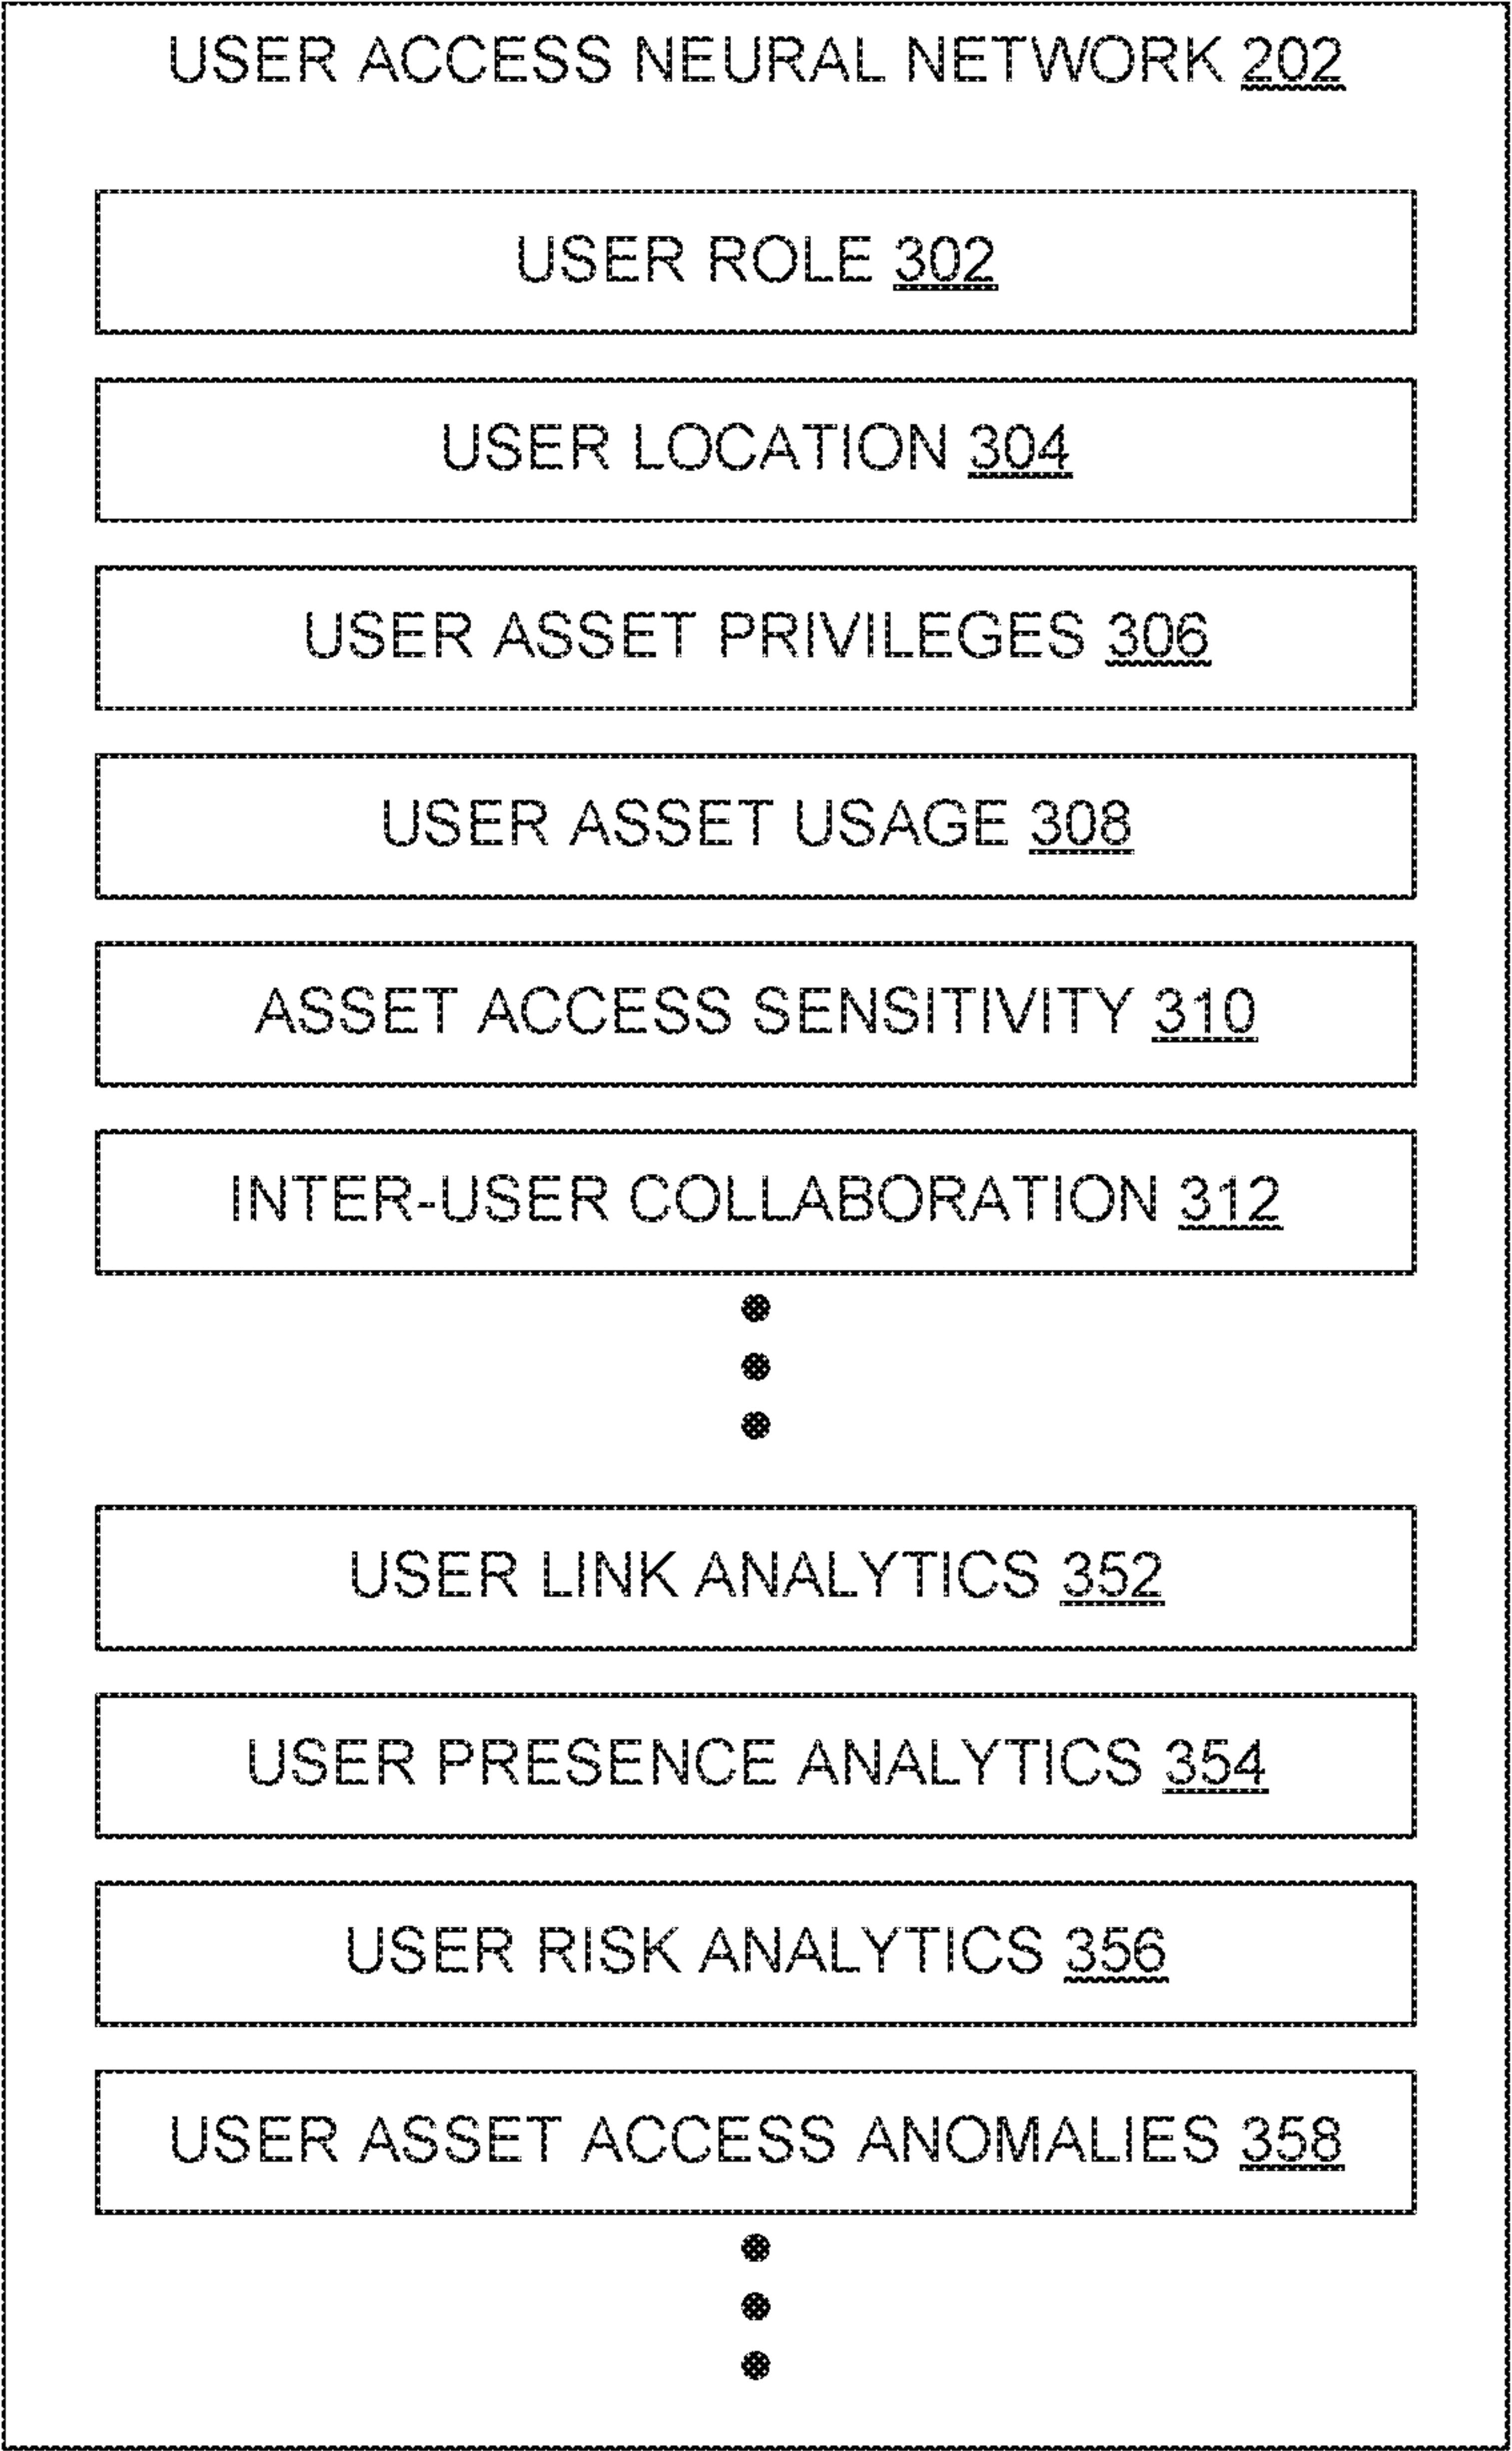 USER ACCESS NEURAL NETWORK 202
USER ROLE 302
USER LOCATION 304
USER ASSET PRIVILEGES 306
USER ASSET USAGE 308
ASSET ACCESS SENSITIVITY 310
INTER-USER COLLABORATION 312
USER LINK ANALYTICS 352
USER PRESENCE ANALYTICS 354
USER RISK ANALYTICS 356
USER ASSET ACCESS ANOMALIES 358